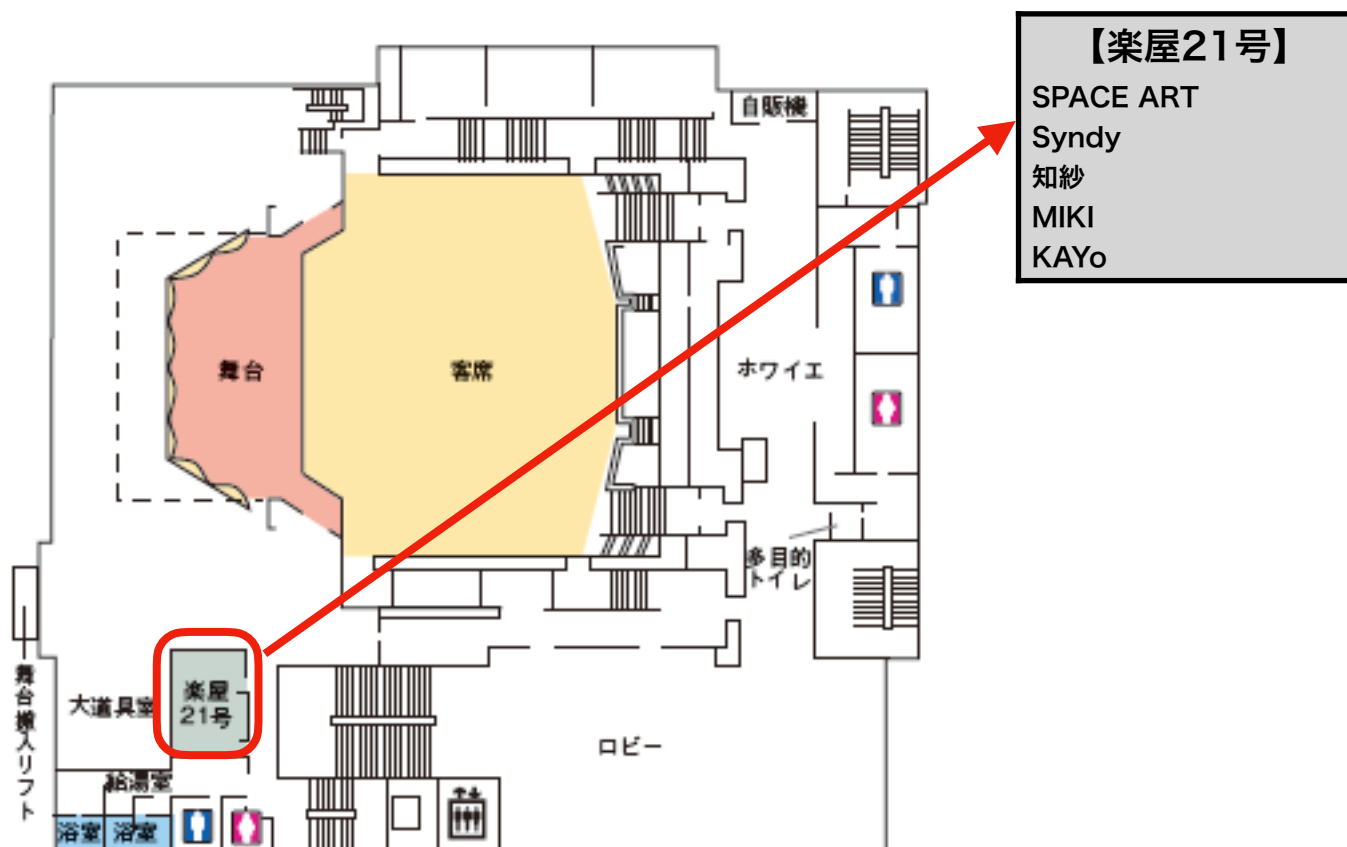 【楽屋21号】
SPACE ART
Syndy
知紗
MIKI
KAYo
自販機
舞台
客席
ホワイエ
多目的
トイレ
舞台搬入リフト
大道具室
楽屋
21号
ロビー
給湯室
浴室
浴室